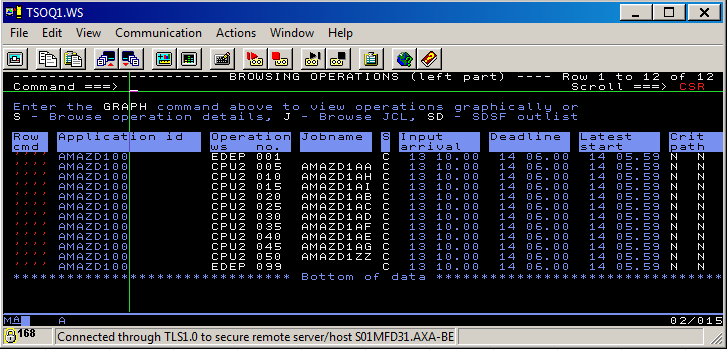 TSOQ1.WS
File Edit View Communication Actions Window Help
------------------ BROWSING OPERATIONS (left part) ---- Row 1 to 12 of 12
Command ===> _ Scroll ===> CSR
Enter the GRAPH command above to view operations graphically or
S - Browse operation details, J - Browse JCL, SD - SDSF outlist
Row Application id Operation Jobname S Input Deadline Latest Crit
cmd ws no. arrival start path
'''' AMAZD100 EDEP 001 C 13 10.00 14 06.00 14 05.59 N N
'''' AMAZD100 CPU2 005 AMAZD1AA C 13 10.00 14 06.00 14 05.59 N N
'''' AMAZD100 CPU2 010 AMAZD1AH C 13 10.00 14 06.00 14 05.59 N N
'''' AMAZD100 CPU2 015 AMAZD1AI C 13 10.00 14 06.00 14 05.59 N N
'''' AMAZD100 CPU2 020 AMAZD1AB C 13 10.00 14 06.00 14 05.59 N N
'''' AMAZD100 CPU2 025 AMAZD1AC C 13 10.00 14 06.00 14 05.59 N N
'''' AMAZD100 CPU2 030 AMAZD1AD C 13 10.00 14 06.00 14 05.59 N N
'''' AMAZD100 CPU2 035 AMAZD1AF C 13 10.00 14 06.00 14 05.59 N N
'''' AMAZD100 CPU2 040 AMAZD1AE C 13 10.00 14 06.00 14 05.59 N N
'''' AMAZD100 CPU2 045 AMAZD1AG C 13 10.00 14 06.00 14 05.59 N N
'''' AMAZD100 CPU2 050 AMAZD1ZZ C 13 10.00 14 06.00 14 05.59 N N
'''' AMAZD100 EDEP 099 C 13 10.00 14 06.00 14 05.59 N N
******************************* Bottom of data *******************************
MA A 02/015
168 Connected through TLS1.0 to secure remote server/host S01MFD31.AXA-BE